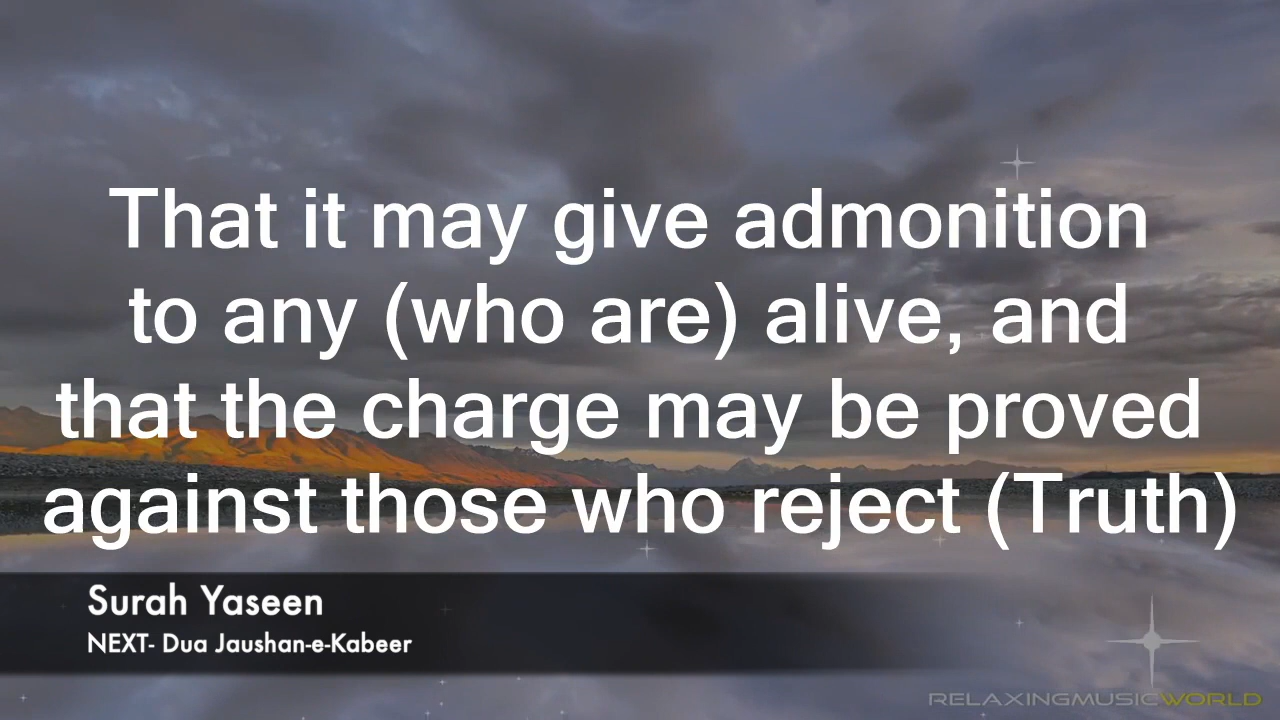 That it may give admonition
to any (who are) alive, and
that the charge may be proved
against those who reject (Truth)
Surah Yaseen
NEXT- Dua Jaushan-e-Kabeer
RELAXINGMUSICWORLD